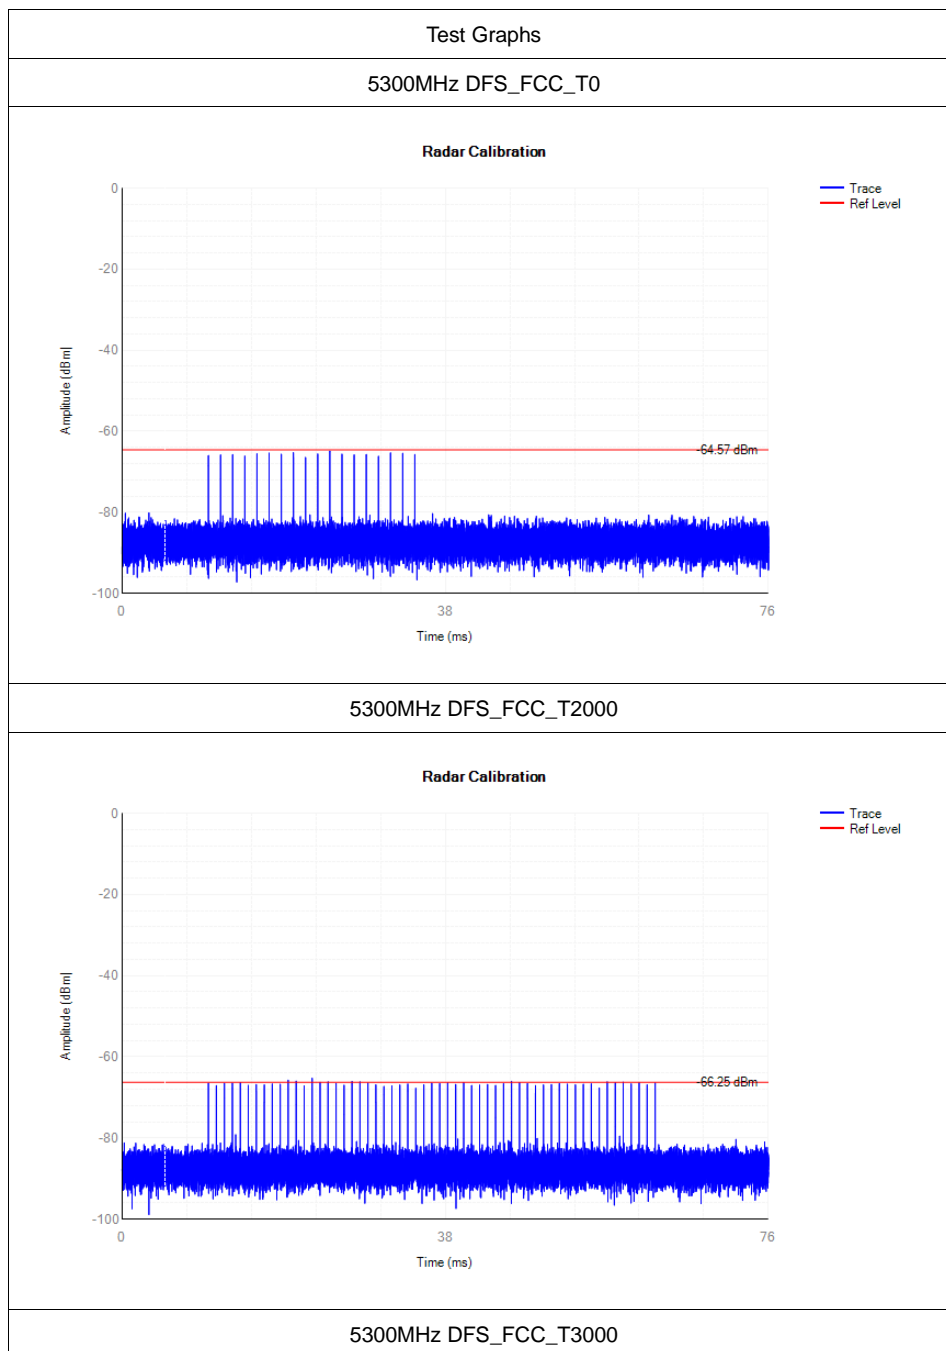 Test Graphs
5300MHz DFS_FCC_T0
Radar Calibration
Trace
Ref Level
0
-20
-40
-60
-80
-100
Amplitude (dBm)
-64.57 dBm
0
38
76
Time (ms)
5300MHz DFS_FCC_T2000
Radar Calibration
Trace
Ref Level
0
-20
-40
-60
-80
-100
Amplitude (dBm)
-66.25 dBm
0
38
76
Time (ms)
5300MHz DFS_FCC_T3000